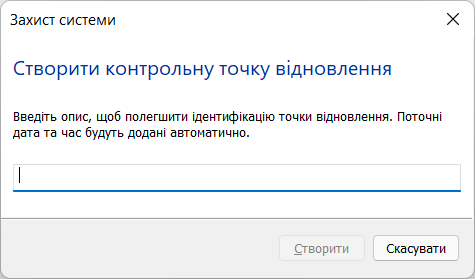 Захист системи
Створити контрольну точку відновлення
Введіть опис, щоб полегшити ідентифікацію точки відновлення. Поточні
дата та час будуть додані автоматично.
Створити Скасувати